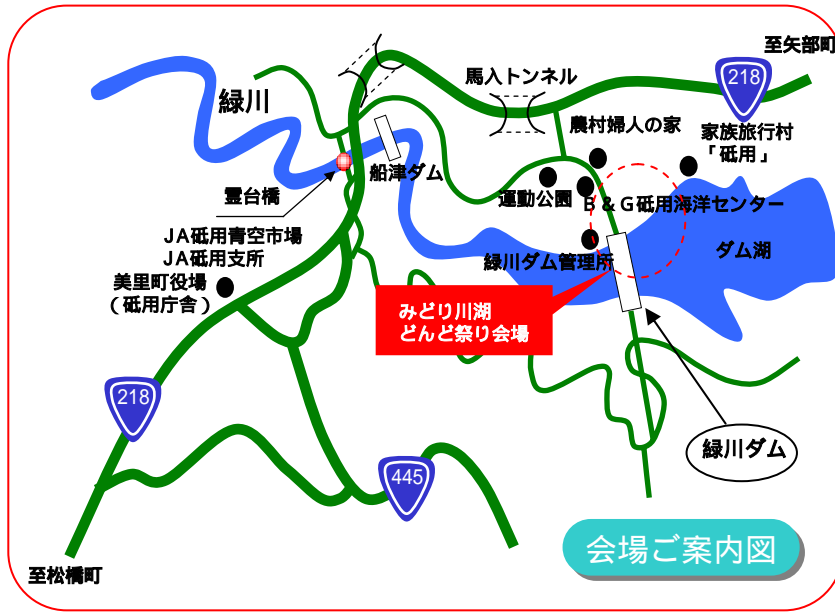 至矢部町
218
緑川
馬入トンネル
農村婦人の家
家族旅行村
「砥用」
船津ダム
霊台橋
運動公園
B&G砥用海洋センター
JA砥用青空市場
JA砥用支所
緑川ダム管理所
ダム湖
美里町役場
(砥用庁舎)
みどり川湖
どんど祭り会場
218
緑川ダム
445
会場ご案内図
至松橋町